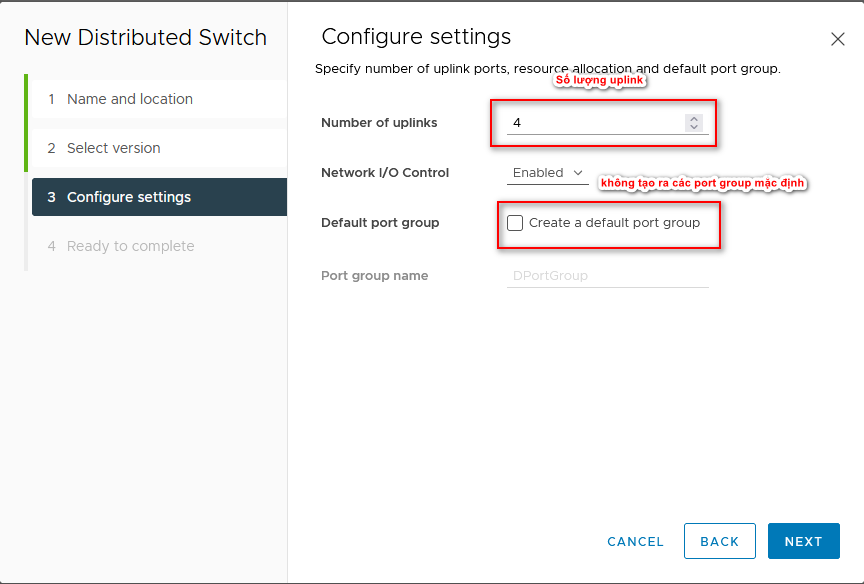 New Distributed Switch
1 Name and location
2 Select version
3 Configure settings
4 Ready to complete
Configure settings
Specify number of uplink ports, resource allocation and default port group.
Số lượng uplink
Number of uplinks 4
Network I/O Control Enabled
không tạo ra các port group mặc định
Default port group Create a default port group
Port group name DPortGroup
CANCEL BACK NEXT